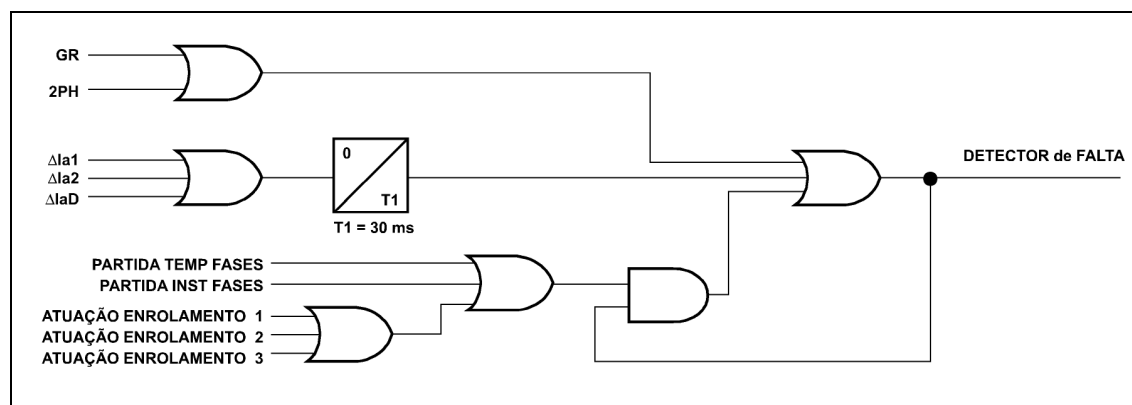 GR
2PH
ΔIa1
ΔIa2
ΔIaD
0
T1
T1 = 30 ms
DETECTOR de FALTA
PARTIDA TEMP FASES
PARTIDA INST FASES
ATUAÇÃO ENROLAMENTO 1
ATUAÇÃO ENROLAMENTO 2
ATUAÇÃO ENROLAMENTO 3